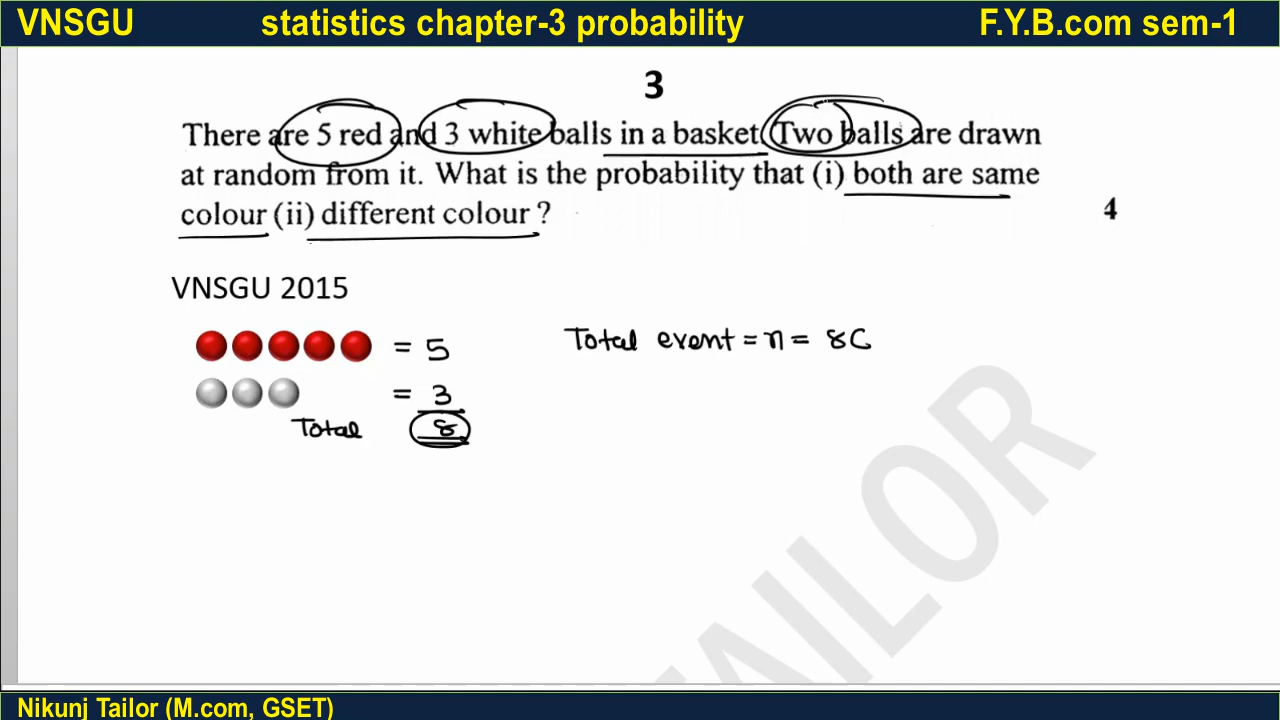 VNSGU statistics chapter-3 probability F.Y.B.com sem-1
3
There are 5 red and 3 white balls in a basket. Two balls are drawn
at random from it. What is the probability that (i) both are same
colour (ii) different colour ?
4
VNSGU 2015
= 5 Total event = n = 8C
= 3
Total 8
TAILOR
Nikunj Tailor (M.com, GSET)